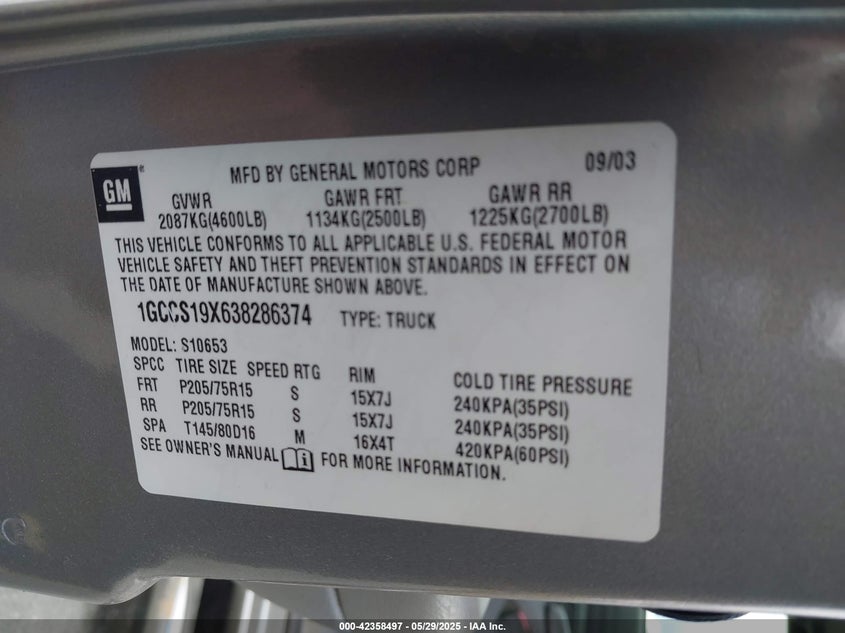 GM
MFD BY GENERAL MOTORS CORP 09/03
GVWR GAWR FRT GAWR RR
2087KG(4600LB) 1134KG(2500LB) 1225KG(2700LB)
THIS VEHICLE CONFORMS TO ALL APPLICABLE U.S. FEDERAL MOTOR
VEHICLE SAFETY AND THEFT PREVENTION STANDARDS IN EFFECT ON
THE DATE OF MANUFACTURE SHOWN ABOVE.
1GCCS19X638286374 TYPE: TRUCK
MODEL: S10653
SPCC TIRE SIZE SPEED RTG RIM COLD TIRE PRESSURE
FRT P205/75R15 S 15X7J 240KPA(35PSI)
RR P205/75R15 S 15X7J 240KPA(35PSI)
SPA T145/80D16 M 16X4T 420KPA(60PSI)
SEE OWNER'S MANUAL FOR MORE INFORMATION.
000-42358497 - 05/29/2025 - IAA Inc.